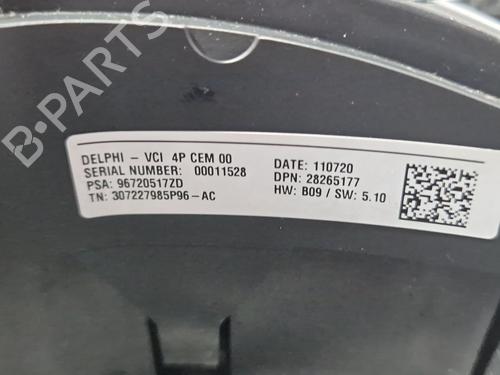 DELPHI - VCI 4P CEM 00
SERIAL NUMBER: 00011528
PSA: 96720517ZD
TN: 307227985P96-AC
DATE: 110720
DPN: 28265177
HW: B09 / SW: 5.10
B-PARTS